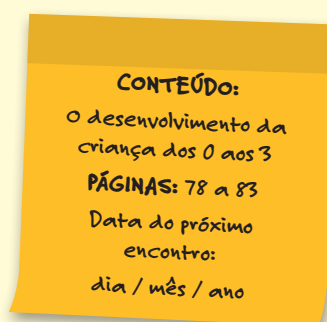 CONTEÚDO:
O desenvolvimento da
criança dos 0 aos 3
PÁGINAS: 78 a 83
Data do próximo
encontro:
dia / mês / ano